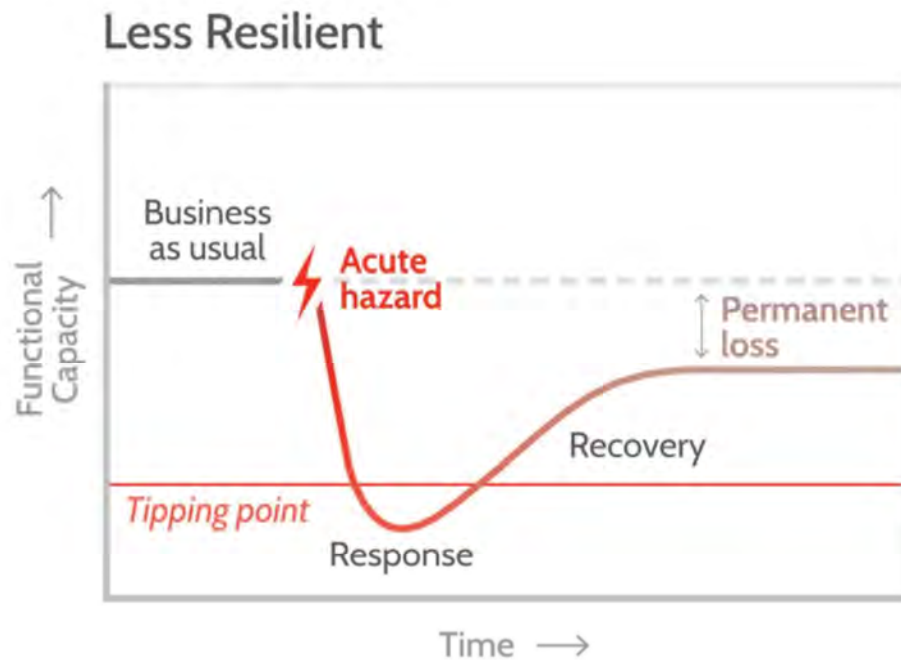 Less Resilient
Functional
Capacity
Business
as usual
Acute
hazard
Permanent
loss
Recovery
Tipping point
Response
Time